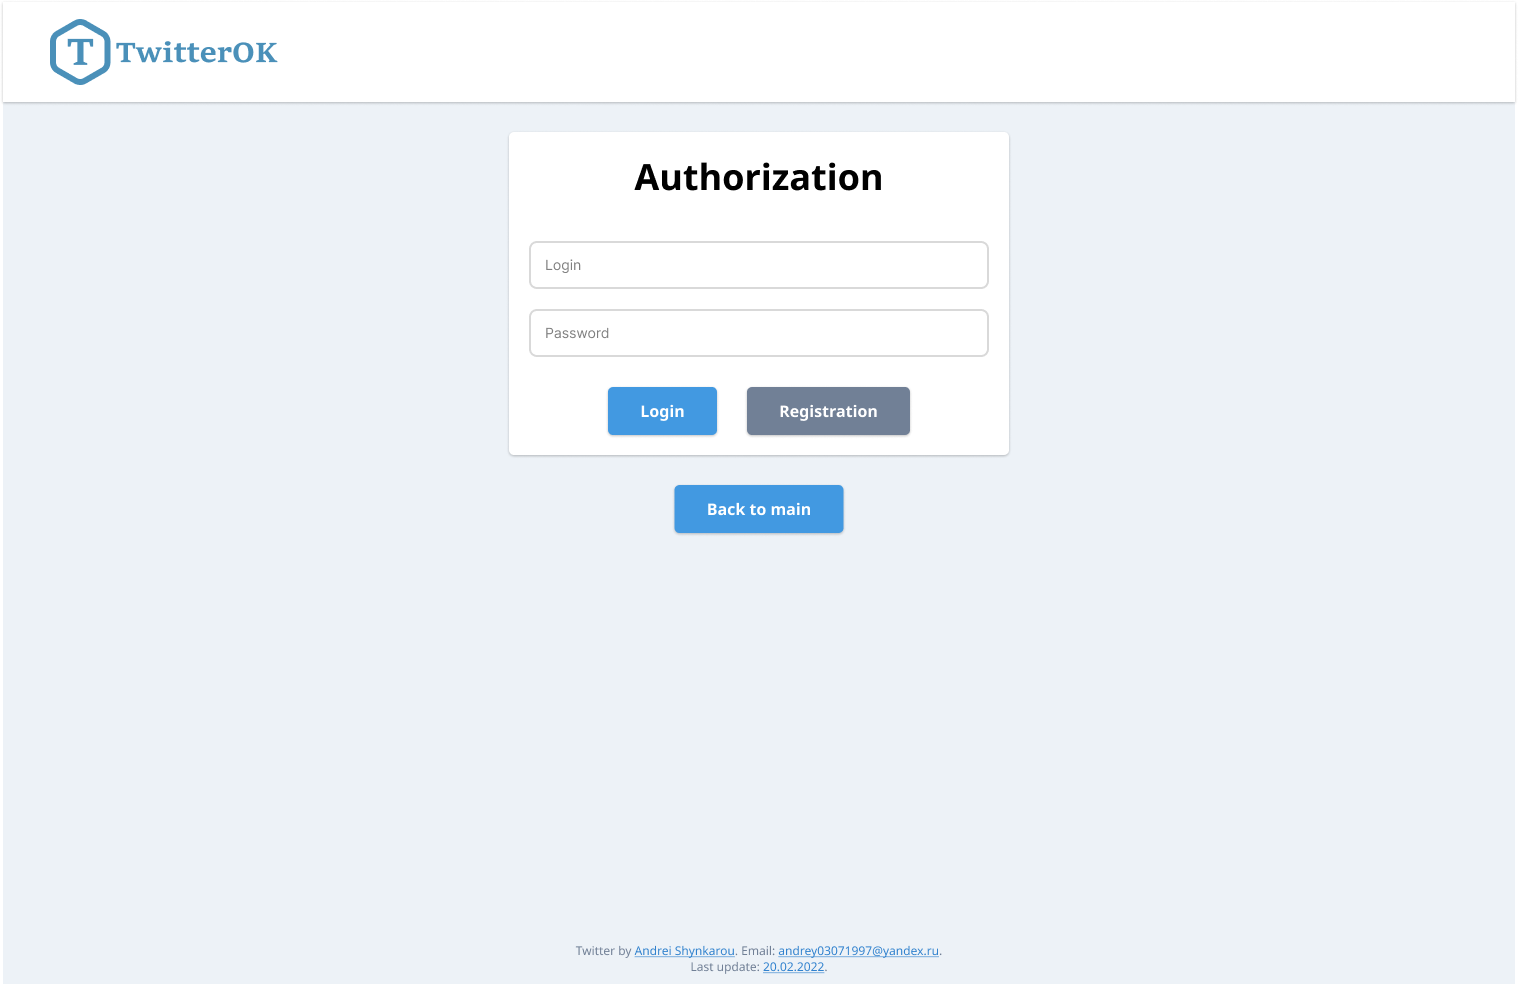 T TwitterOK
Authorization
Login
Password
Login Registration
Back to main
Twitter by Andrei Shynkarou. Email: andrey03071997@yandex.ru.
Last update: 20.02.2022.